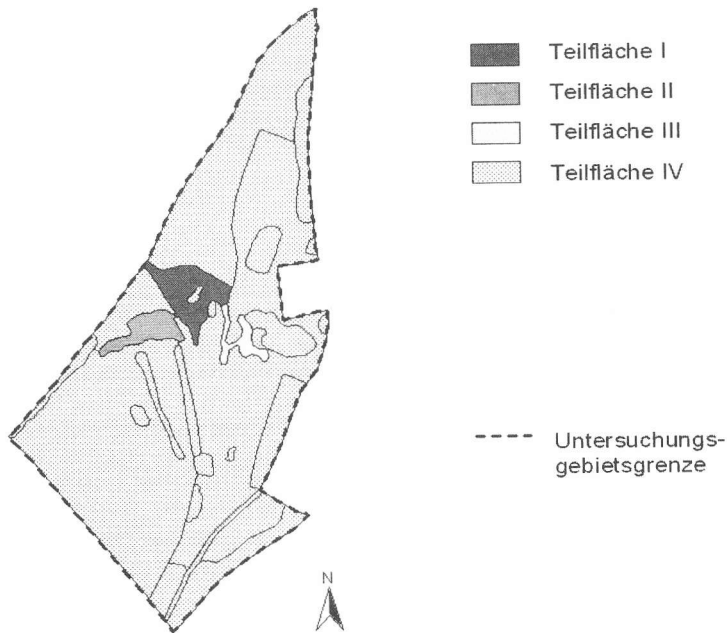 Teilfläche I
Teilfläche II
Teilfläche III
Teilfläche IV
Untersuchungs-
gebietsgrenze
N